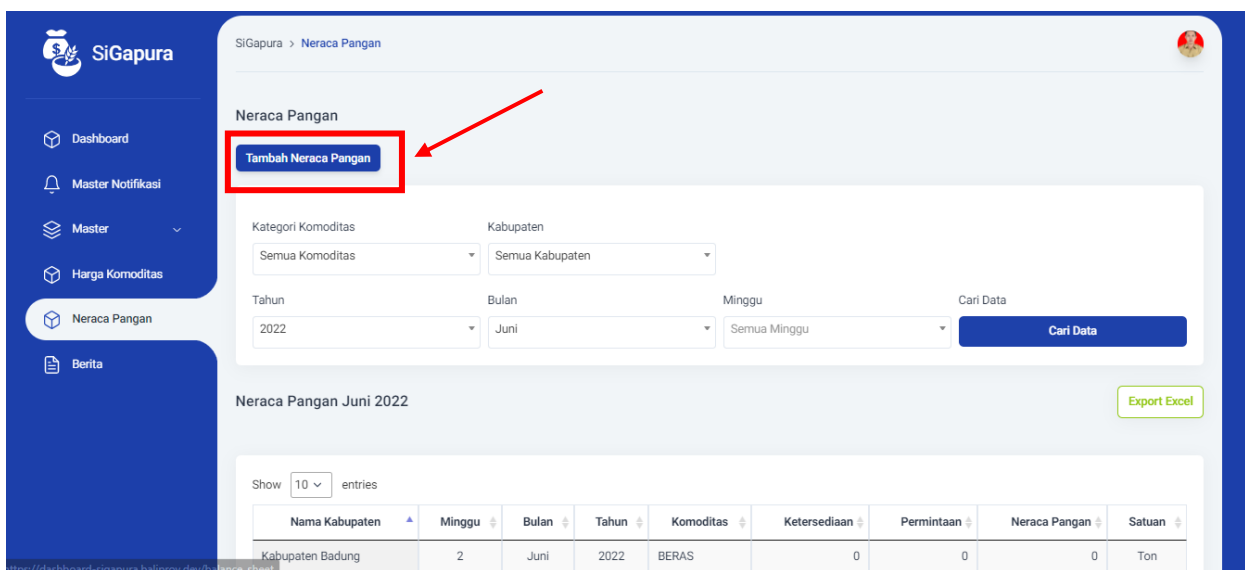 SiGapura
SiGapura > Neraca Pangan
Dashboard
Master Notifikasi
Master
Harga Komoditas
Neraca Pangan
Berita
Neraca Pangan
Tambah Neraca Pangan
Kategori Komoditas Kabupaten
Semua Komoditas Semua Kabupaten
Tahun Bulan Minggu Cari Data
2022 Juni Semua Minggu Cari Data
Neraca Pangan Juni 2022 Export Excel
Show 10 entries
Nama Kabupaten Minggu Bulan Tahun Komoditas Ketersediaan Permintaan Neraca Pangan Satuan
Kabupaten Badung 2 Juni 2022 BERAS 0 0 0 Ton